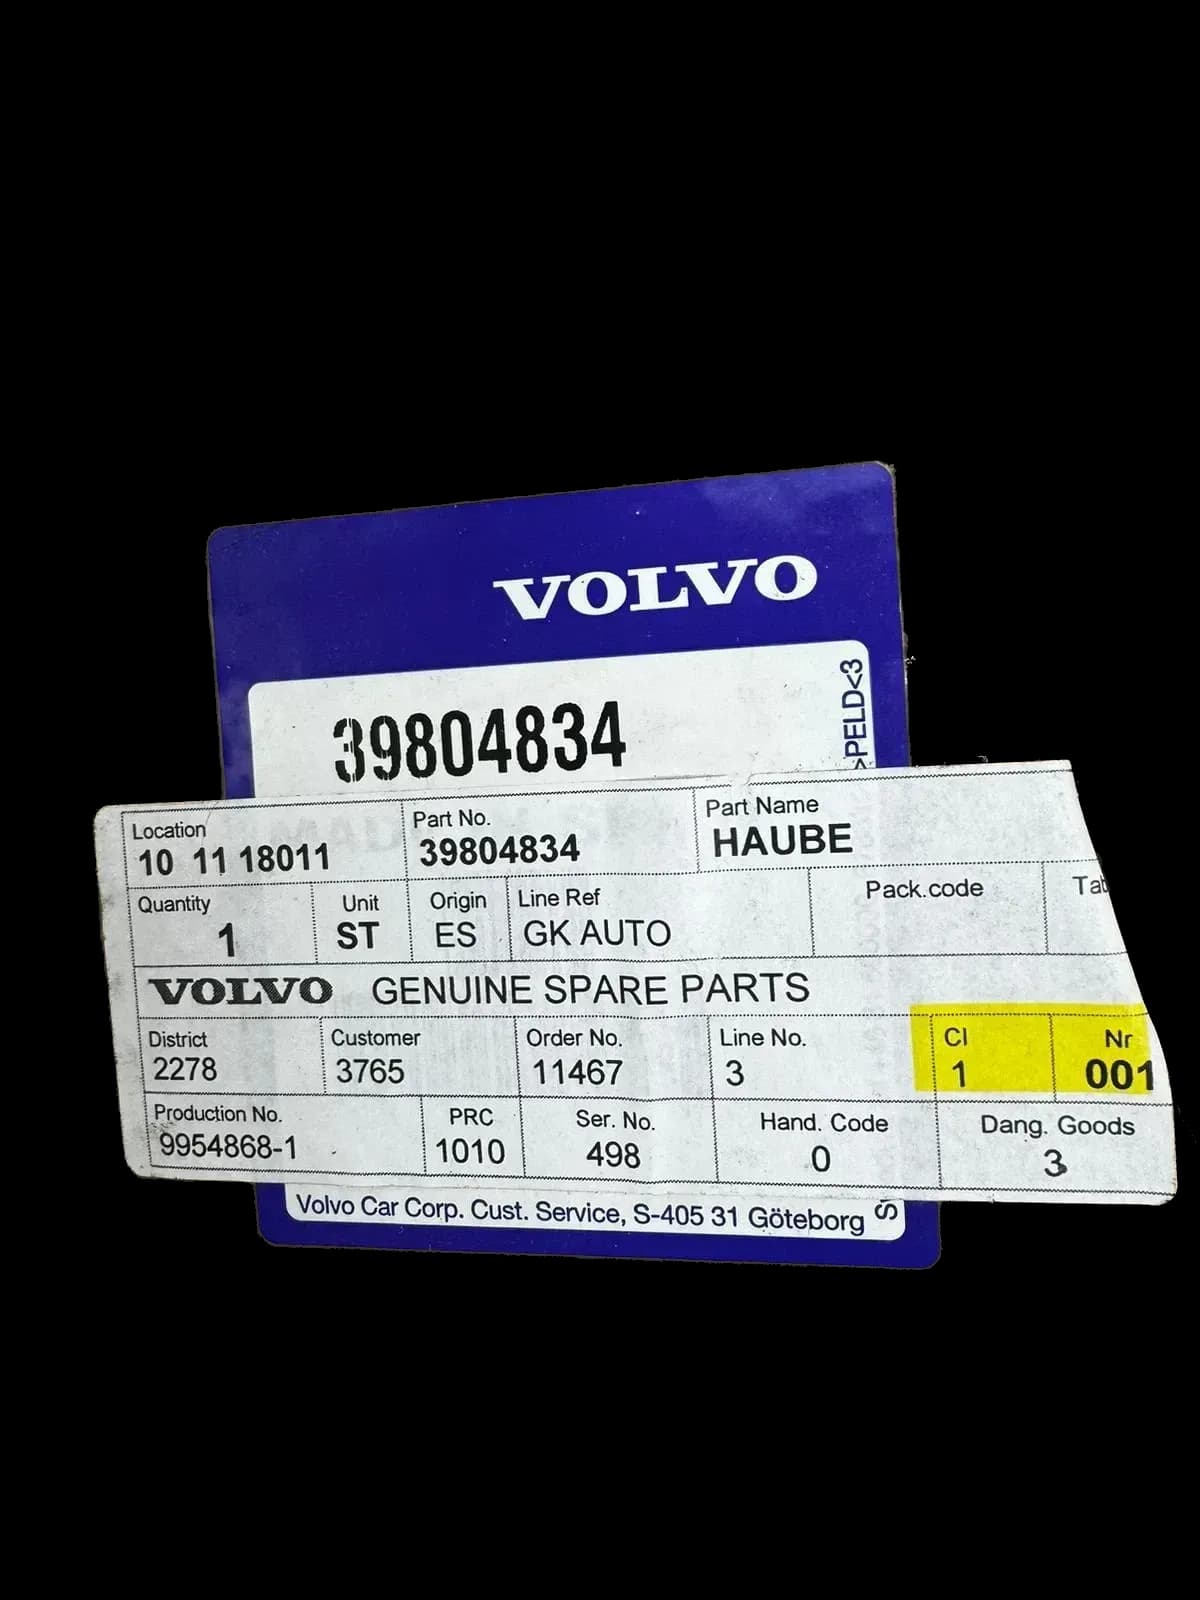 VOLVO
>PELD<3
39804834
Location Part No. Part Name
10 11 18011 39804834 HAUBE
Quantity Unit Origin Line Ref Pack.code
1 ST ES GK AUTO
VOLVO GENUINE SPARE PARTS
District Customer Order No. Line No. Cl Nr
2278 3765 11467 3 1 001
Production No. PRC Ser. No. Hand. Code Dang. Goods
9954868-1 1010 498 0 3
Volvo Car Corp. Cust. Service, S-405 31 Göteborg